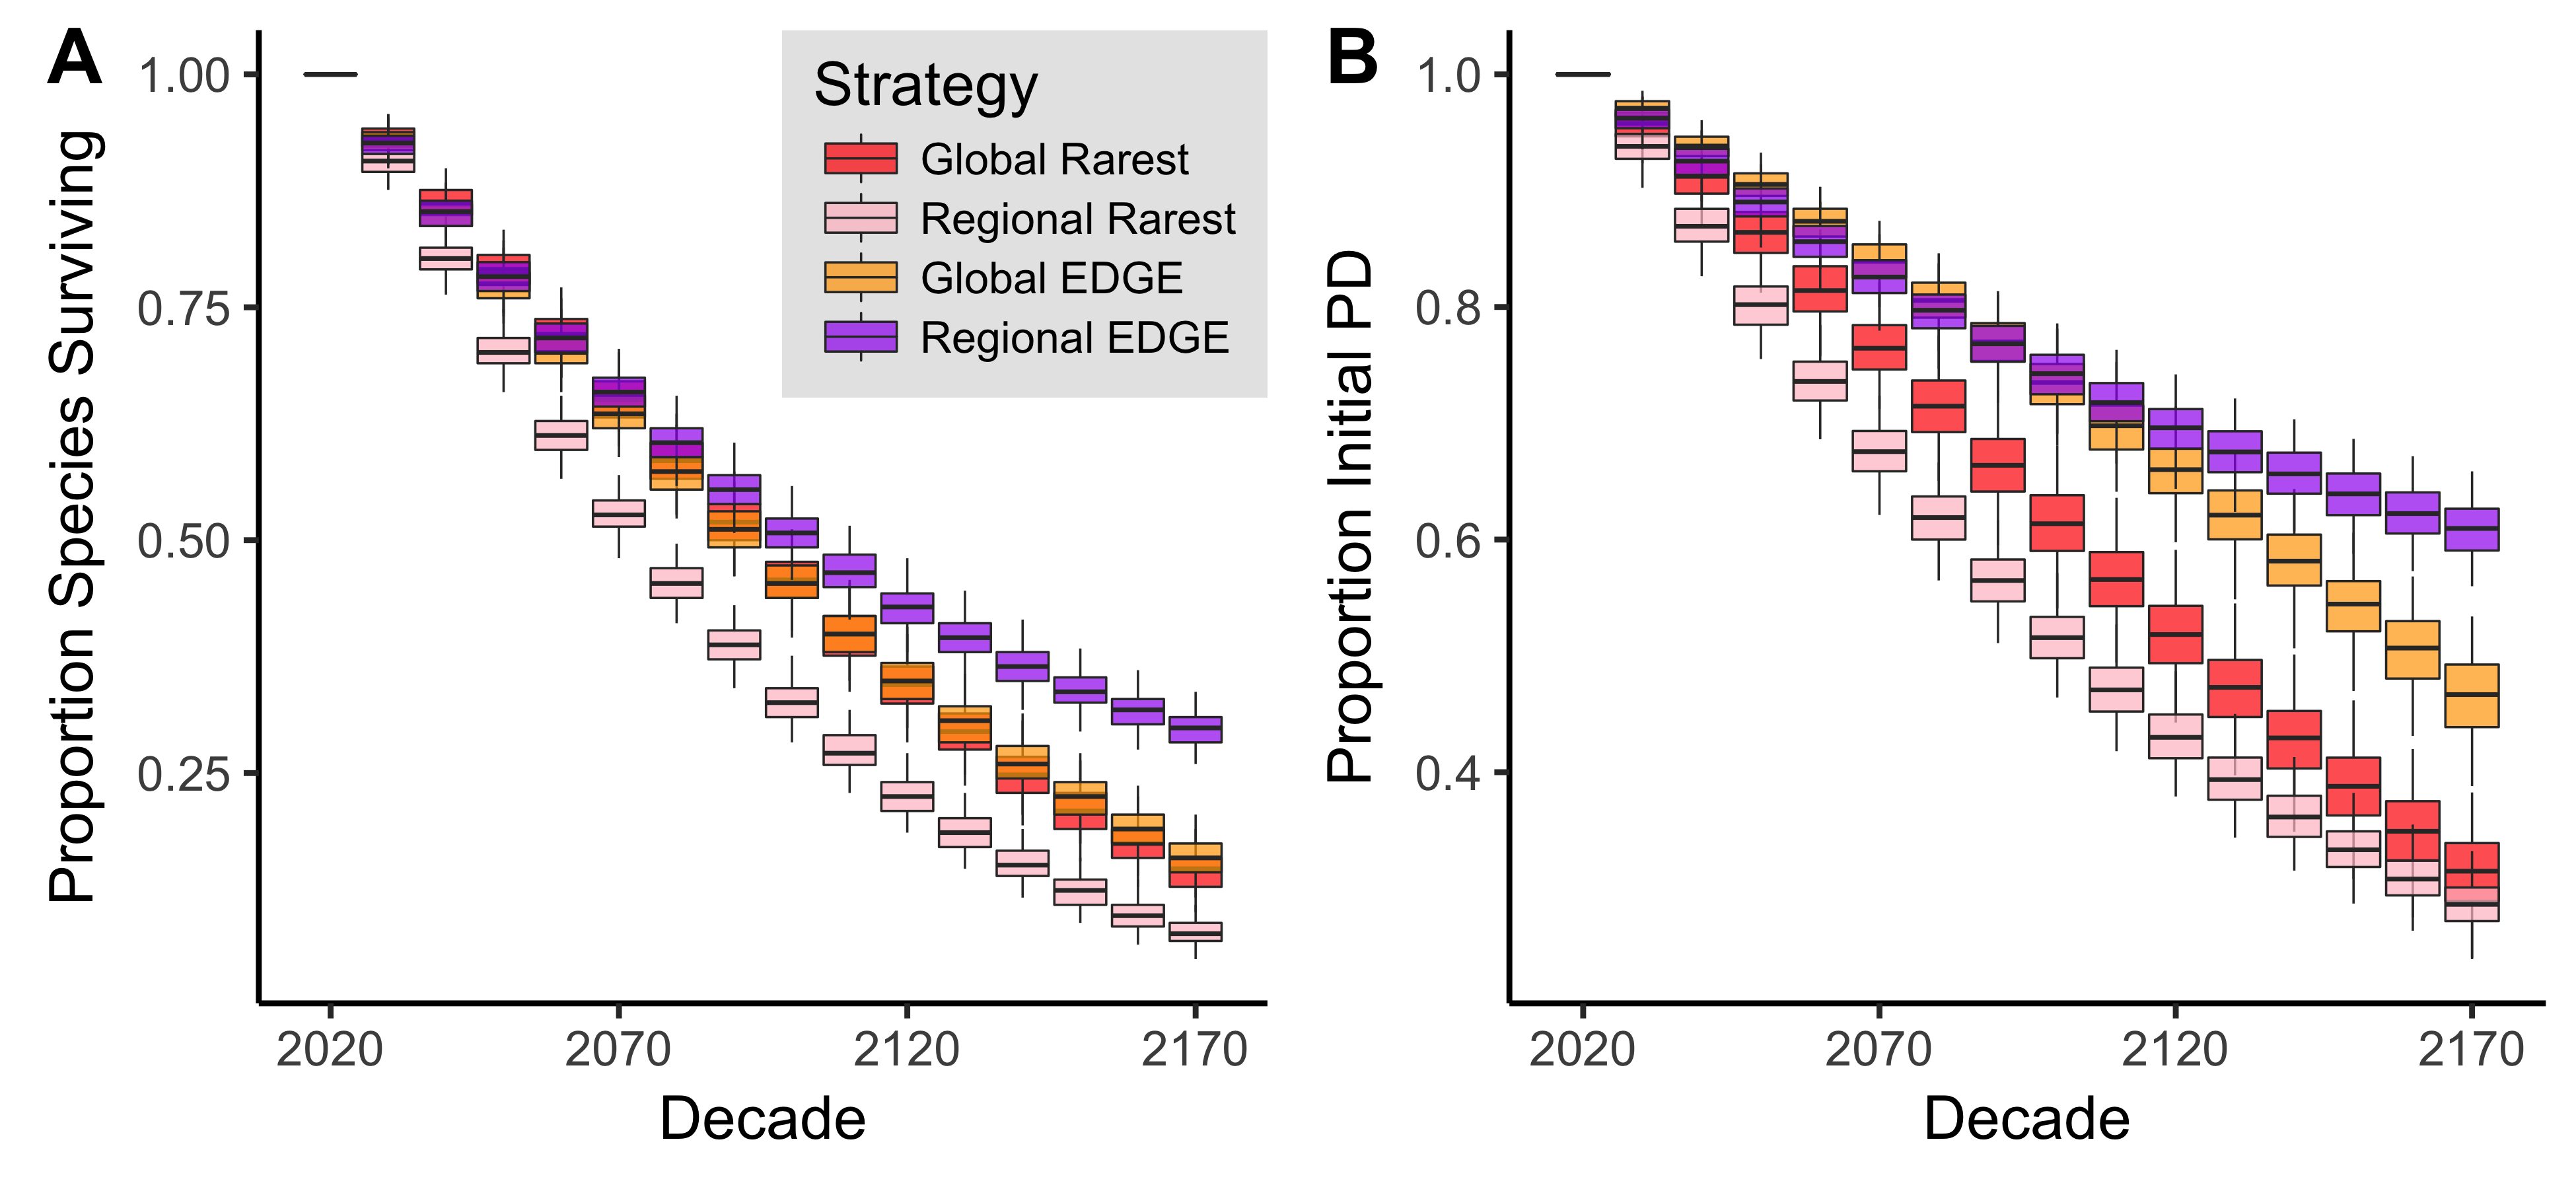 A
Proportion Species Surviving
1.00
0.75
0.50
0.25
2020
2070
2120
2170
Decade
Strategy
Global Rarest
Regional Rarest
Global EDGE
Regional EDGE
B
Proportion Initial PD
1.0
0.8
0.6
0.4
2020
2070
2120
2170
Decade